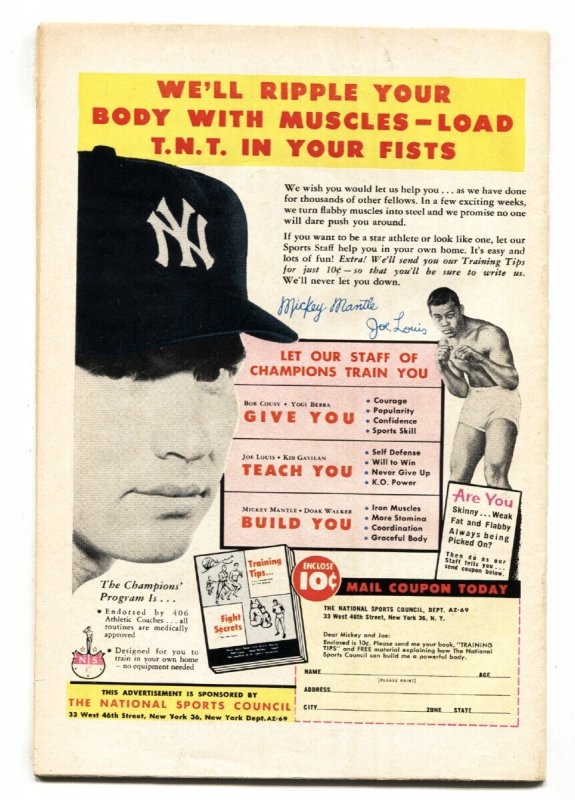 WE'LL RIPPLE YOUR
BODY WITH MUSCLES—LOAD
T.N.T. IN YOUR FISTS
NY
We wish you would let us help you . . . as we have done
for thousands of other fellows. In a few exciting weeks,
we turn flabby muscles into steel and we promise no one
will dare push you around.
If you want to be a star athlete or look like one, let our
Sports Staff help you in your own home. It's easy and
lots of fun! Extra! We'll send you our Training Tips
for just 10¢—so that you'll be sure to write us.
We'll never let you down.
Mickey Mantle
Joe Louis
LET OUR STAFF OF
CHAMPIONS TRAIN YOU
BOB COUSY • YOGI BERRA
GIVE YOU
• Courage
• Popularity
• Confidence
• Sports Skill
JOE LOUIS • KID GAVILAN
TEACH YOU
• Self Defense
• Will to Win
• Never Give Up
• K.O. Power
MICKEY MANTLE • DOAK WALKER
BUILD YOU
• Iron Muscles
• More Stamina
• Coordination
• Graceful Body
Are You
Skinny...Weak
Fat and Flabby
Always being
Picked On?
Then do as our
Staff tells you...
send coupon below.
The Champions'
Program Is . . .
• Endorsed by 406
Athletic Coaches . . . all
routines are medically
approved
• Designed for you to
train in your own home
– no equipment needed
NSC
Training
Tips...
Fight
Secrets
ENCLOSE
10¢
MAIL COUPON TODAY
THE NATIONAL SPORTS COUNCIL, DEPT. AZ-69
33 West 46th Street, New York 36, N. Y.
Dear Mickey and Joe:
Enclosed is 10c. Please send me your book, "TRAINING
TIPS" and FREE material explaining how The National
Sports Council can build me a powerful body.
NAME AGE
(PLEASE PRINT)
ADDRESS
CITY ZONE STATE
THIS ADVERTISEMENT IS SPONSORED BY
THE NATIONAL SPORTS COUNCIL
33 West 46th Street, New York 36, New York Dept. AZ-69